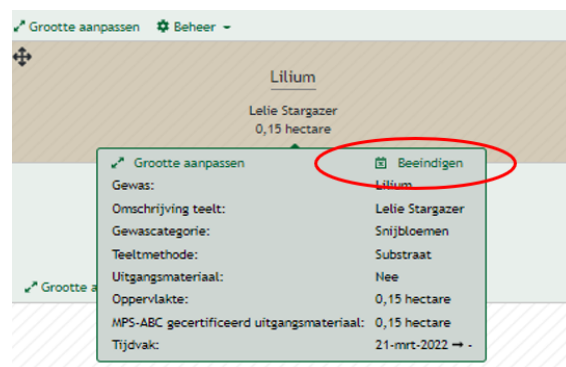 Grootte aanpassen Beheer
Lilium
Lelie Stargazer
0,15 hectare
Grootte aanpassen Beeindigen
Gewas: Lilium
Omschrijving teelt: Lelie Stargazer
Gewascategorie: Snijbloemen
Teeltmethode: Substraat
Uitgangsmateriaal: Nee
Grootte a
Oppervlakte: 0,15 hectare
MPS-ABC gecertificeerd uitgangsmateriaal: 0,15 hectare
Tijdvak: 21-mrt-2022 → -